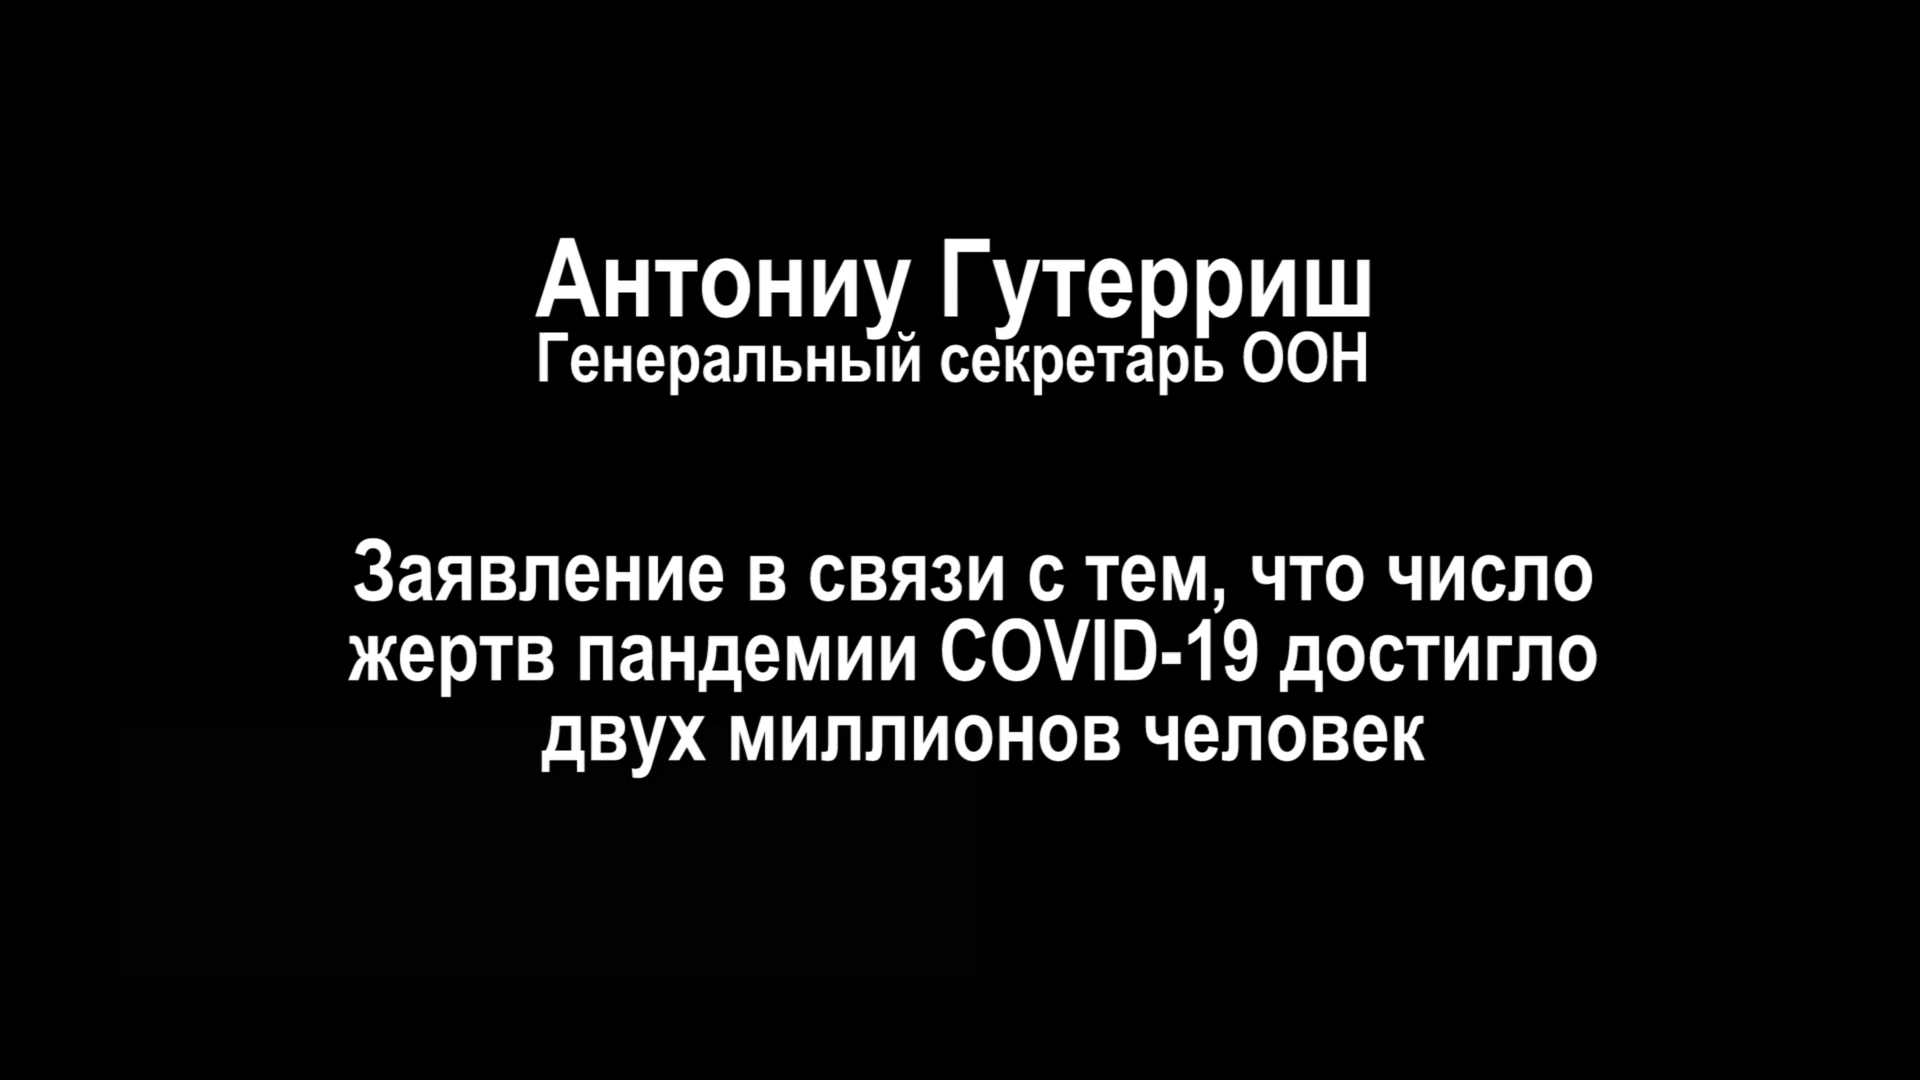 Антониу Гутерриш
Генеральный секретарь ООН
Заявление в связи с тем, что число
жертв пандемии COVID-19 достигло
двух миллионов человек